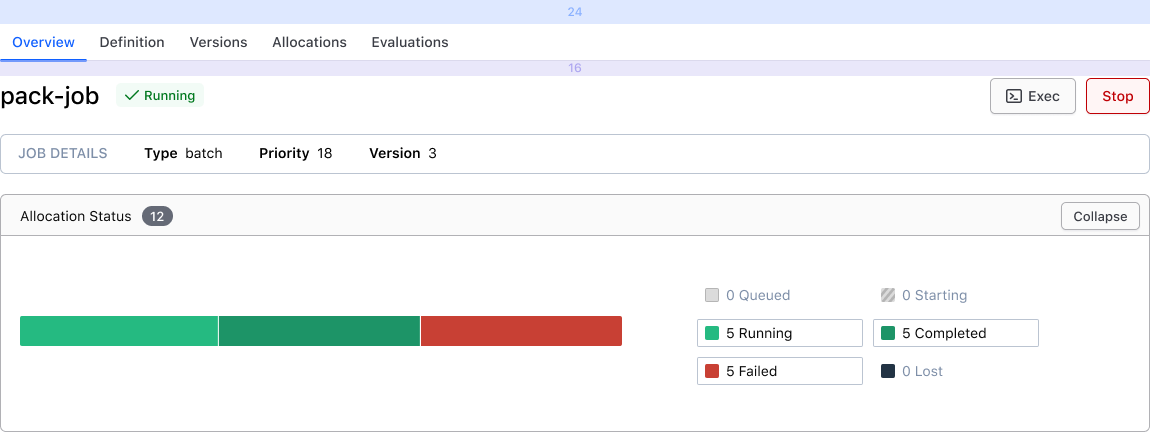 24
Overview Definition Versions Allocations Evaluations
16
pack-job Running Exec Stop
JOB DETAILS Type batch Priority 18 Version 3
Allocation Status 12 Collapse
0 Queued 0 Starting
5 Running 5 Completed
5 Failed 0 Lost